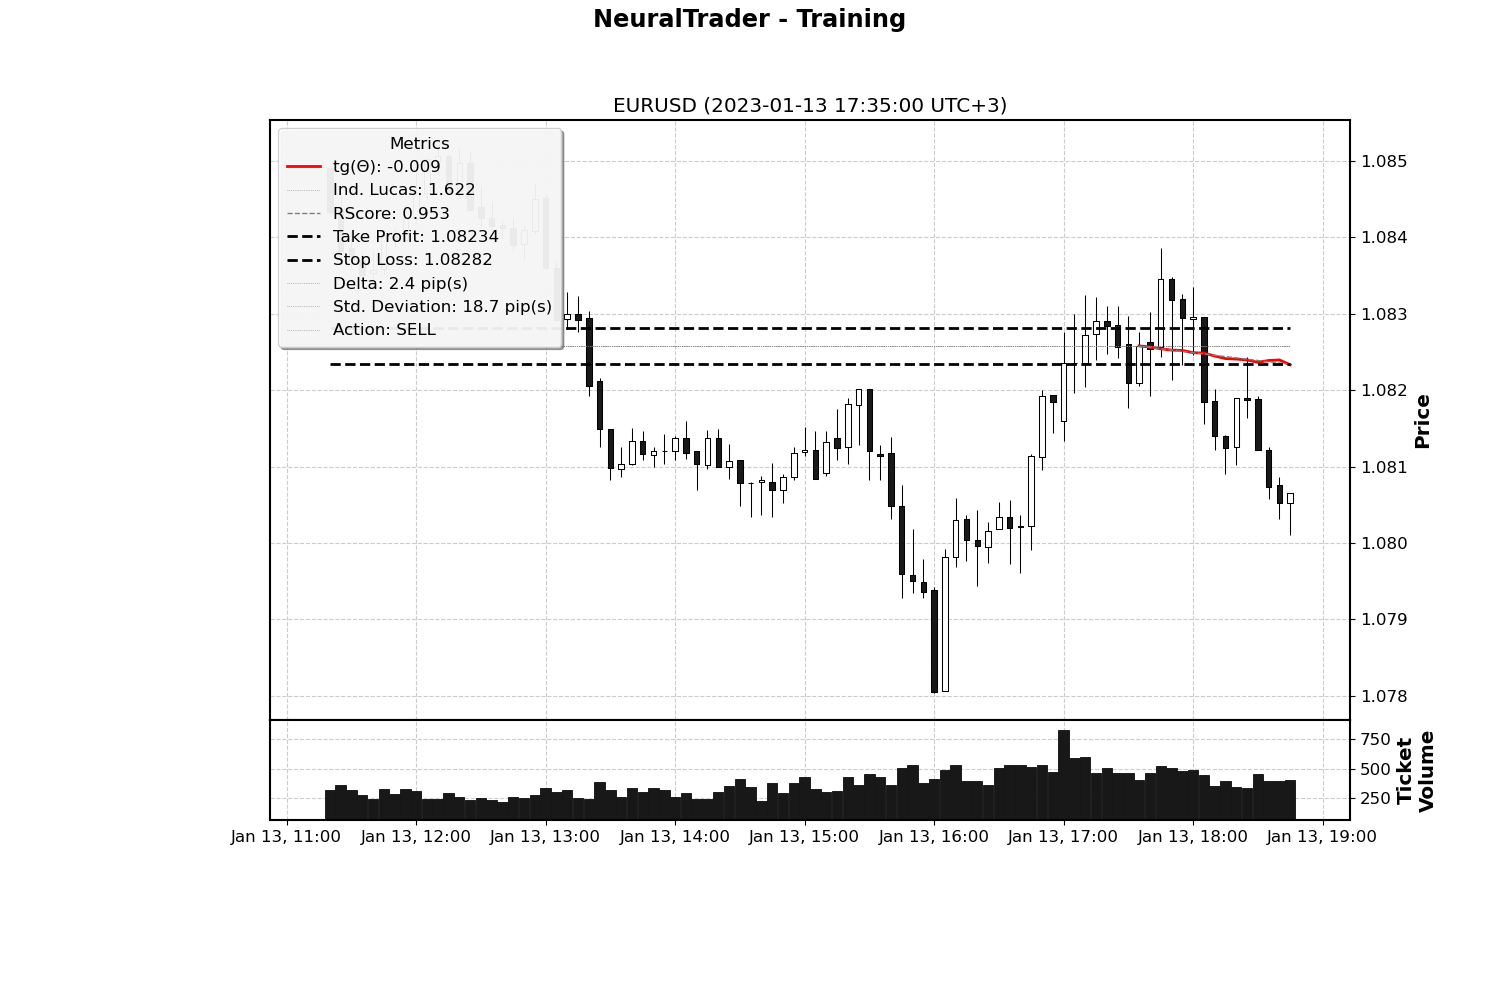 NeuralTrader - Training
EURUSD (2023-01-13 17:35:00 UTC+3)
Metrics
tg(Θ): -0.009
Ind. Lucas: 1.622
RScore: 0.953
Take Profit: 1.08234
Stop Loss: 1.08282
Delta: 2.4 pip(s)
Std. Deviation: 18.7 pip(s)
Action: SELL
1.085
1.084
1.083
1.082
1.081
1.080
1.079
1.078
Price
750
500
250
Ticket
Volume
Jan 13, 11:00
Jan 13, 12:00
Jan 13, 13:00
Jan 13, 14:00
Jan 13, 15:00
Jan 13, 16:00
Jan 13, 17:00
Jan 13, 18:00
Jan 13, 19:00